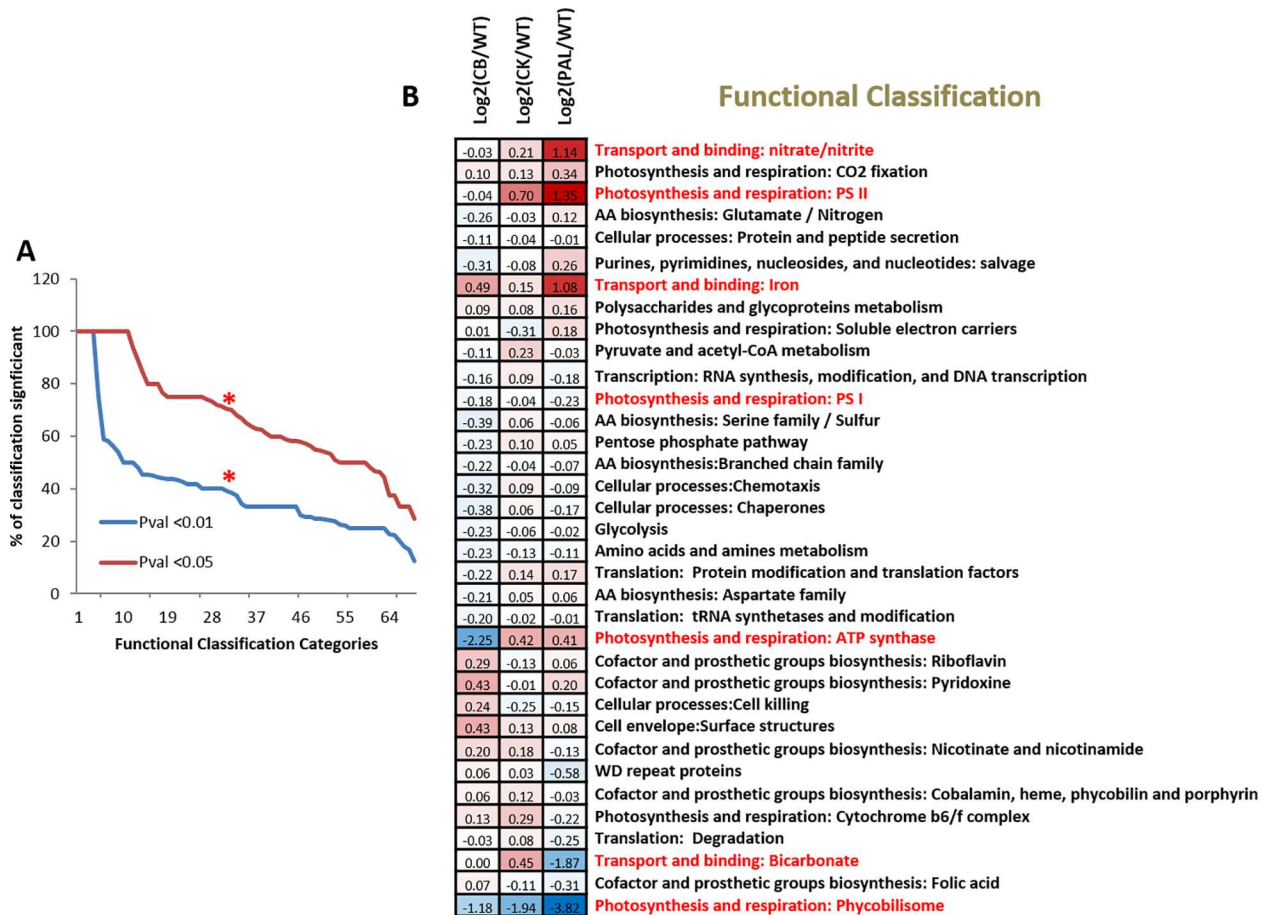 A
120
100
80
60
40
20
0
% of classification signficicant
*
*
Pval <0.01
Pval <0.05
1 10 19 28 37 46 55 64
Functional Classification Categories
B
Log2(CB/WT) Log2(CK/WT) Log2(PAL/WT)
Functional Classification
-0.03 0.21 1.14 Transport and binding: nitrate/nitrite
0.10 0.13 0.34 Photosynthesis and respiration: CO2 fixation
-0.04 0.70 1.35 Photosynthesis and respiration: PS II
-0.26 -0.03 0.12 AA biosynthesis: Glutamate / Nitrogen
-0.11 -0.04 -0.01 Cellular processes: Protein and peptide secretion
-0.31 -0.08 0.26 Purines, pyrimidines, nucleosides, and nucleotides: salvage
0.49 0.15 1.08 Transport and binding: Iron
0.09 0.08 0.16 Polysaccharides and glycoproteins metabolism
0.01 -0.31 0.18 Photosynthesis and respiration: Soluble electron carriers
-0.11 0.23 -0.03 Pyruvate and acetyl-CoA metabolism
-0.16 0.09 -0.18 Transcription: RNA synthesis, modification, and DNA transcription
-0.18 -0.04 -0.23 Photosynthesis and respiration: PS I
-0.39 0.06 -0.06 AA biosynthesis: Serine family / Sulfur
-0.23 0.10 0.05 Pentose phosphate pathway
-0.22 -0.04 -0.07 AA biosynthesis:Branched chain family
-0.32 0.09 -0.09 Cellular processes:Chemotaxis
-0.38 0.06 -0.17 Cellular processes: Chaperones
-0.23 -0.06 -0.02 Glycolysis
-0.23 -0.13 -0.11 Amino acids and amines metabolism
-0.22 0.14 0.17 Translation: Protein modification and translation factors
-0.21 0.05 0.06 AA biosynthesis: Aspartate family
-0.20 -0.02 -0.01 Translation: tRNA synthetases and modification
-2.25 0.42 0.41 Photosynthesis and respiration: ATP synthase
0.29 -0.13 0.06 Cofactor and prosthetic groups biosynthesis: Riboflavin
0.43 -0.01 0.20 Cofactor and prosthetic groups biosynthesis: Pyridoxine
0.24 -0.25 -0.15 Cellular processes:Cell killing
0.43 0.13 0.08 Cell envelope:Surface structures
0.20 0.18 -0.13 Cofactor and prosthetic groups biosynthesis: Nicotinate and nicotinamide
0.06 0.03 -0.58 WD repeat proteins
0.06 0.12 -0.03 Cofactor and prosthetic groups biosynthesis: Cobalamin, heme, phycobilin and porphyrin
0.13 0.29 -0.22 Photosynthesis and respiration: Cytochrome b6/f complex
-0.03 0.08 -0.25 Translation: Degradation
0.00 0.45 -1.87 Transport and binding: Bicarbonate
0.07 -0.11 -0.31 Cofactor and prosthetic groups biosynthesis: Folic acid
-1.18 -1.94 -3.82 Photosynthesis and respiration: Phycobilisome